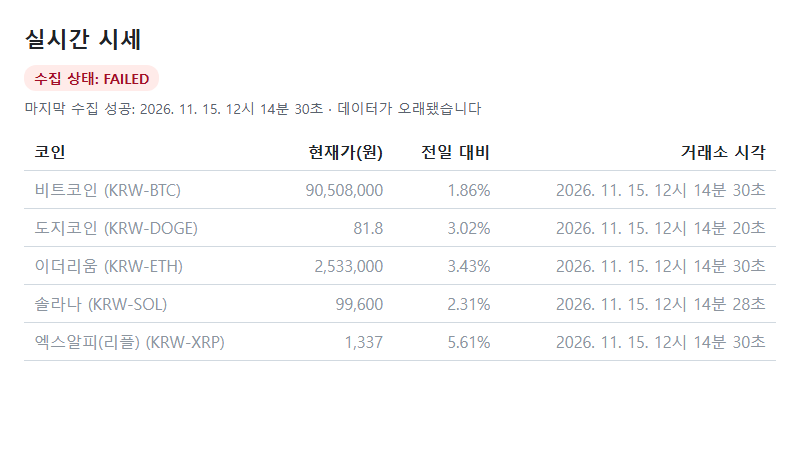 실시간 시세
수집 상태: FAILED
마지막 수집 성공: 2026. 11. 15. 12시 14분 30초 · 데이터가 오래됐습니다
코인 현재가(원) 전일 대비 거래소 시각
비트코인 (KRW-BTC) 90,508,000 1.86% 2026. 11. 15. 12시 14분 30초
도지코인 (KRW-DOGE) 81.8 3.02% 2026. 11. 15. 12시 14분 20초
이더리움 (KRW-ETH) 2,533,000 3.43% 2026. 11. 15. 12시 14분 30초
솔라나 (KRW-SOL) 99,600 2.31% 2026. 11. 15. 12시 14분 28초
엑스알피(리플) (KRW-XRP) 1,337 5.61% 2026. 11. 15. 12시 14분 30초